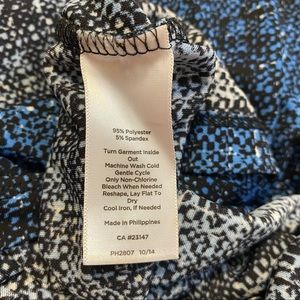 95% Polyester
5% Spandex
Turn Garment Inside
Out
Machine Wash Cold
Gentle Cycle
Only Non-Chlorine
Bleach When Needed
Reshape, Lay Flat To
Dry
Cool Iron, if Needed
Made in Philippines
CA #23147
PH2807 10/14